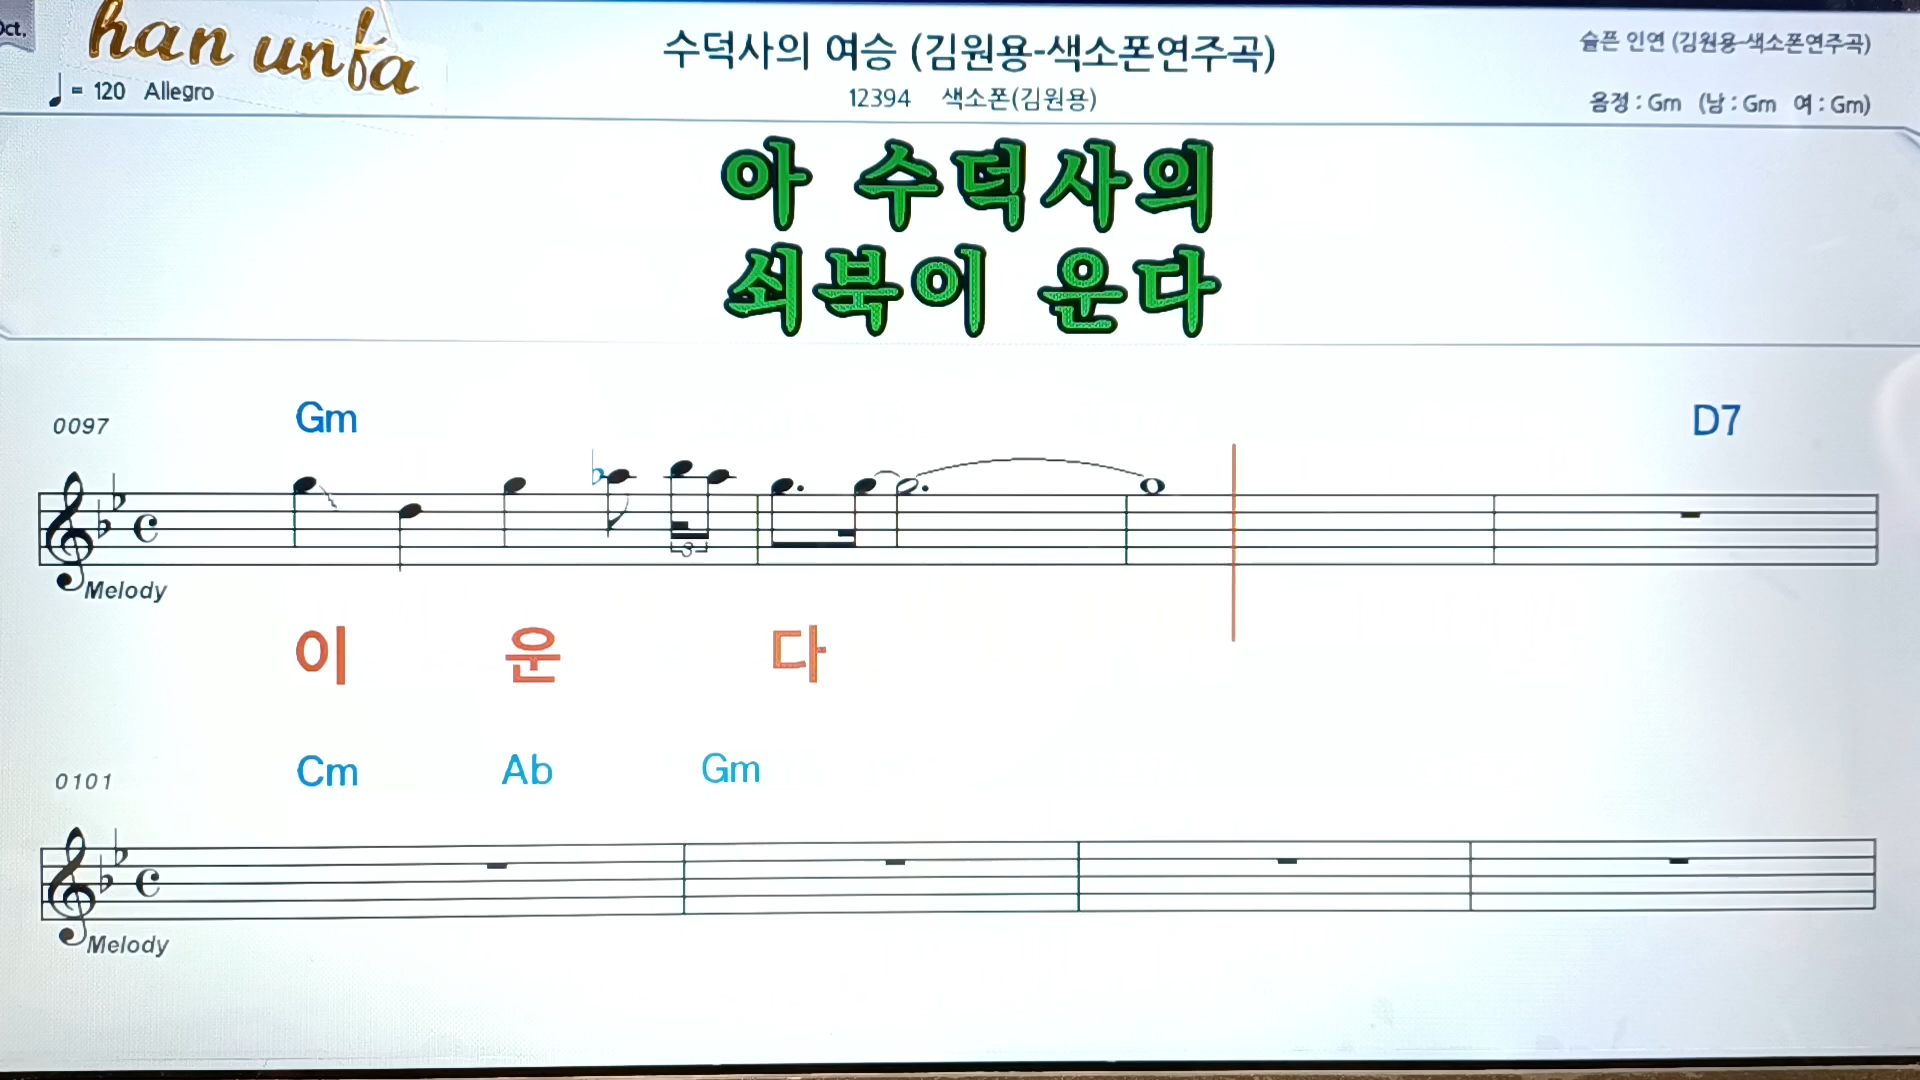 Oct.
han unfa
수덕사의 여승 (김원용-색소폰연주곡)
슬픈 인연 (김원용-색소폰연주곡)
= 120 Allegro
12394 색소폰(김원용)
음정 : Gm (남 : Gm 여 : Gm)
아 수덕사의
쇠북이 운다
0097 Gm D7
3
Melody
이 운 다
0101 Cm Ab Gm
Melody